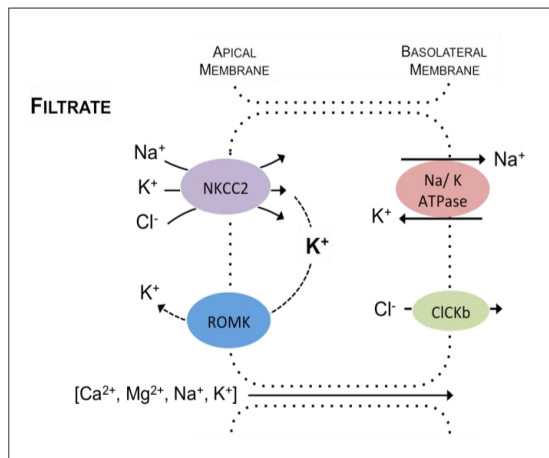 APICAL
MEMBRANE
BASOLATERAL
MEMBRANE
FILTRATE
Na⁺
K⁺
Cl⁻
NKCC2
Na⁺
Na/ K
ATPase
K⁺
K⁺
K⁺
ROMK
Cl⁻
ClCKb
[Ca²⁺, Mg²⁺, Na⁺, K⁺]